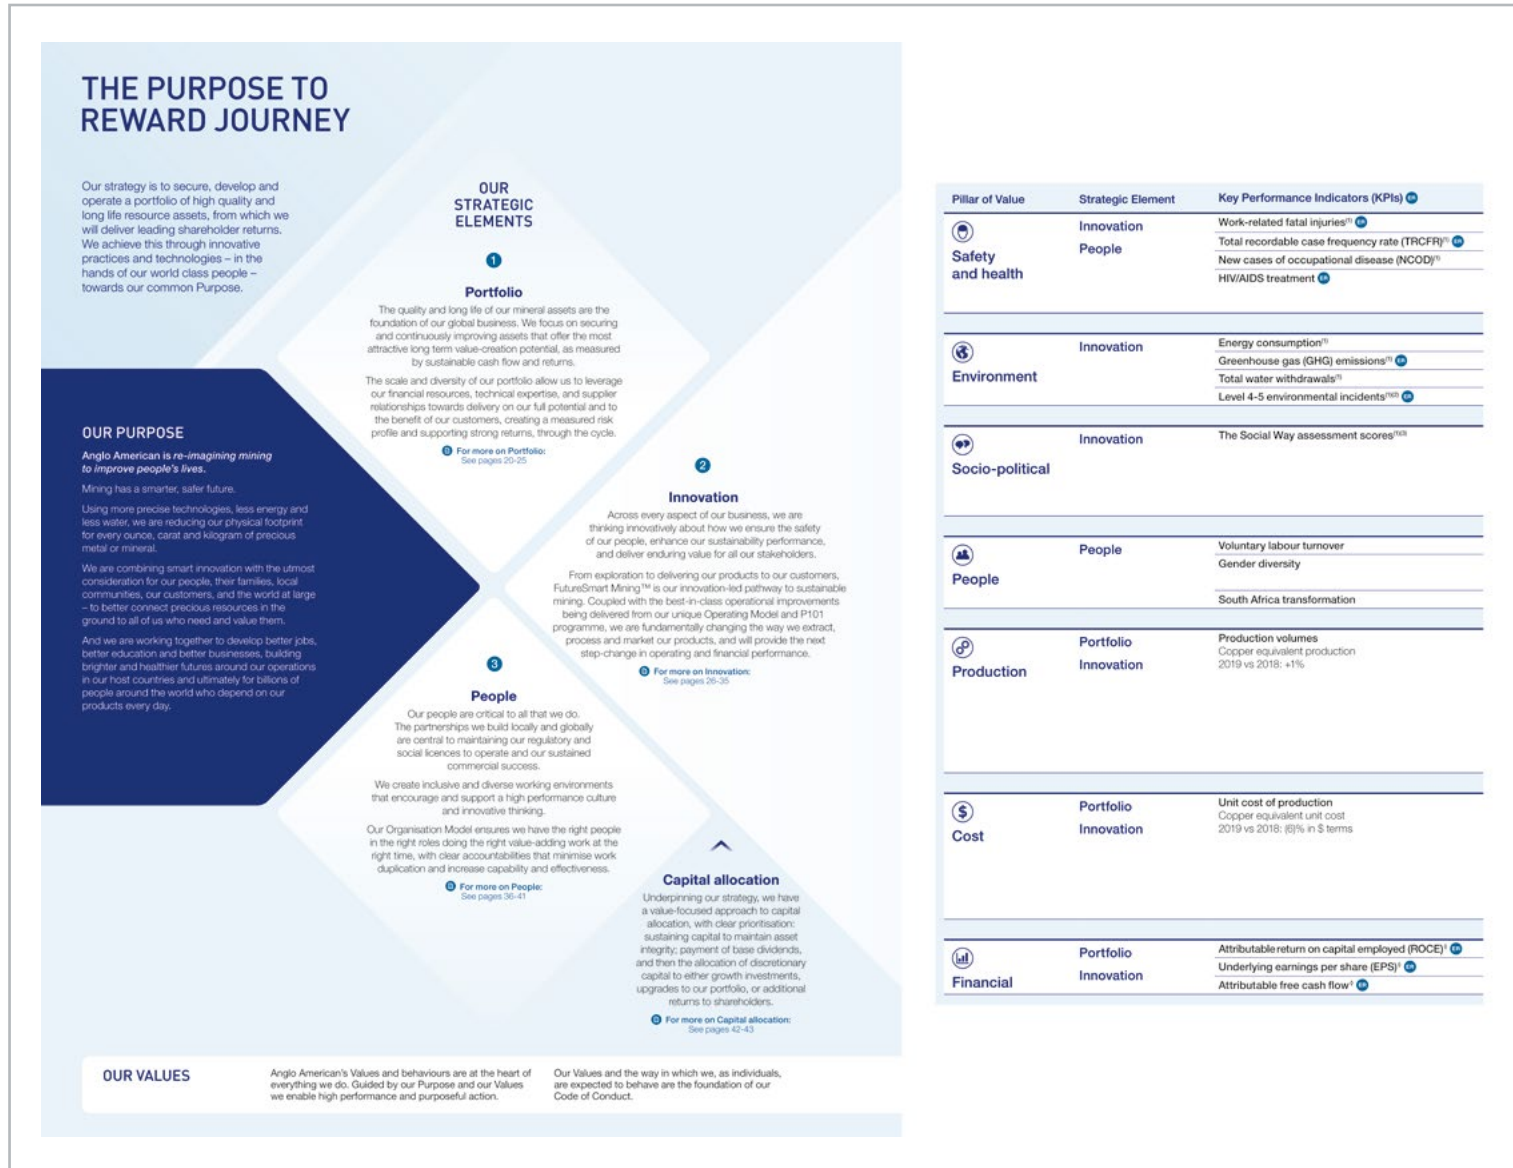 THE PURPOSE TO
REWARD JOURNEY
Our strategy is to secure, develop and
operate a portfolio of high quality and
long life resource assets, from which we
will deliver leading shareholder returns.
We achieve this through innovative
practices and technologies – in the
hands of our world class people –
towards our common Purpose.
OUR PURPOSE
Anglo American is re-imagining mining
to improve people's lives.
Mining has a smarter, safer future.
Using more precise technologies, less energy and
less water, we are reducing our physical footprint
for every ounce, carat and kilogram of precious
metal or mineral.
We are combining smart innovation with the utmost
consideration for our people, their families, local
communities, our customers, and the world at large
– to better connect precious resources in the
ground to all of us who need and value them.
And we are working together to develop better jobs,
better education and better businesses, building
brighter and healthier futures around our operations
in our host countries and ultimately for billions of
people around the world who depend on our
products every day.
OUR
STRATEGIC
ELEMENTS
1
Portfolio
The quality and long life of our mineral assets are the
foundation of our global business. We focus on securing
and continuously improving assets that offer the most
attractive long term value-creation potential, as measured
by sustainable cash flow and returns.
The scale and diversity of our portfolio allow us to leverage
our financial resources, technical expertise, and supplier
relationships towards delivery on our full potential and to
the benefit of our customers, creating a measured risk
profile and supporting strong returns, through the cycle.
For more on Portfolio:
See pages 20-25
2
Innovation
Across every aspect of our business, we are
thinking innovatively about how we ensure the safety
of our people, enhance our sustainability performance,
and deliver enduring value for all our stakeholders.
From exploration to delivering our products to our customers,
FutureSmart Mining™ is our innovation-led pathway to sustainable
mining. Coupled with the best-in-class operational improvements
being delivered from our unique Operating Model and P101
programme, we are fundamentally changing the way we extract,
process and market our products, and will provide the next
step-change in operating and financial performance.
For more on Innovation:
See pages 26-35
3
People
Our people are critical to all that we do.
The partnerships we build locally and globally
are central to maintaining our regulatory and
social licences to operate and our sustained
commercial success.
We create inclusive and diverse working environments
that encourage and support a high performance culture
and innovative thinking.
Our Organisation Model ensures we have the right people
in the right roles doing the right value-adding work at the
right time, with clear accountabilities that minimise work
duplication and increase capability and effectiveness.
For more on People:
See pages 36-41
Capital allocation
Underpinning our strategy, we have
a value-focused approach to capital
allocation, with clear prioritisation:
sustaining capital to maintain asset
integrity; payment of base dividends,
and then the allocation of discretionary
capital to either growth investments,
upgrades to our portfolio, or additional
returns to shareholders.
For more on Capital allocation:
See pages 42-43
OUR VALUES
Anglo American's Values and behaviours are at the heart of
everything we do. Guided by our Purpose and our Values
we enable high performance and purposeful action.
Our Values and the way in which we, as individuals,
are expected to behave are the foundation of our
Code of Conduct.
Pillar of Value Strategic Element Key Performance Indicators (KPIs) ER
Safety
and health
Innovation
People
Work-related fatal injuries(1) ER
Total recordable case frequency rate (TRCFR)(1) ER
New cases of occupational disease (NCOD)(1)
HIV/AIDS treatment ER
Environment
Innovation
Energy consumption(1)
Greenhouse gas (GHG) emissions(1) ER
Total water withdrawals(1)
Level 4-5 environmental incidents(1)(2) ER
Socio-political
Innovation
The Social Way assessment scores(1)(3)
People
People
Voluntary labour turnover
Gender diversity
South Africa transformation
Production
Portfolio
Innovation
Production volumes
Copper equivalent production
2019 vs 2018: +1%
$
Cost
Portfolio
Innovation
Unit cost of production
Copper equivalent unit cost
2019 vs 2018: (6)% in $ terms
Financial
Portfolio
Innovation
Attributable return on capital employed (ROCE) ER
Underlying earnings per share (EPS) ER
Attributable free cash flow ER